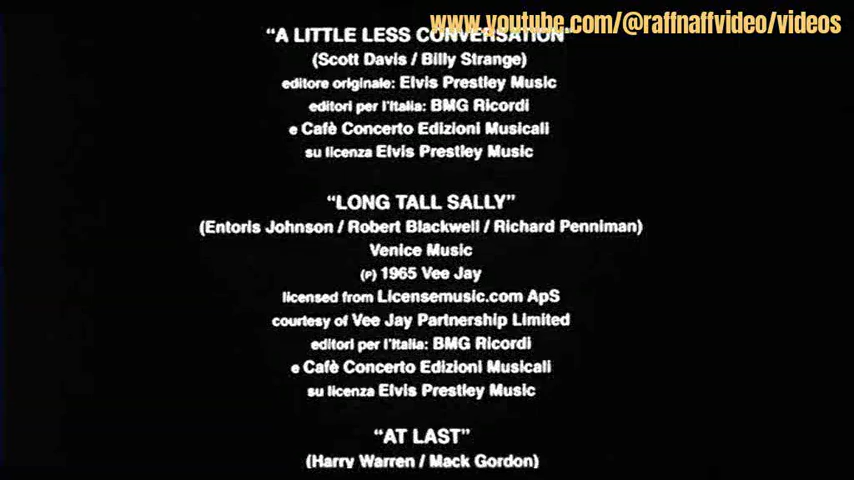 www.youtube.com/@raffnaffvideo/videos
“A LITTLE LESS CONVERSATION”
(Scott Davis / Billy Strange)
editore originale: Elvis Prestley Music
editori per l'Italia: BMG Ricordi
e Cafè Concerto Edizioni Musicali
su licenza Elvis Prestley Music
“LONG TALL SALLY”
(Entoris Johnson / Robert Blackwell / Richard Penniman)
Venice Music
(P) 1965 Vee Jay
licensed from Licensemusic.com ApS
courtesy of Vee Jay Partnership Limited
editori per l'Italia: BMG Ricordi
e Cafè Concerto Edizioni Musicali
su licenza Elvis Prestley Music
“AT LAST”
(Harry Warren / Mack Gordon)